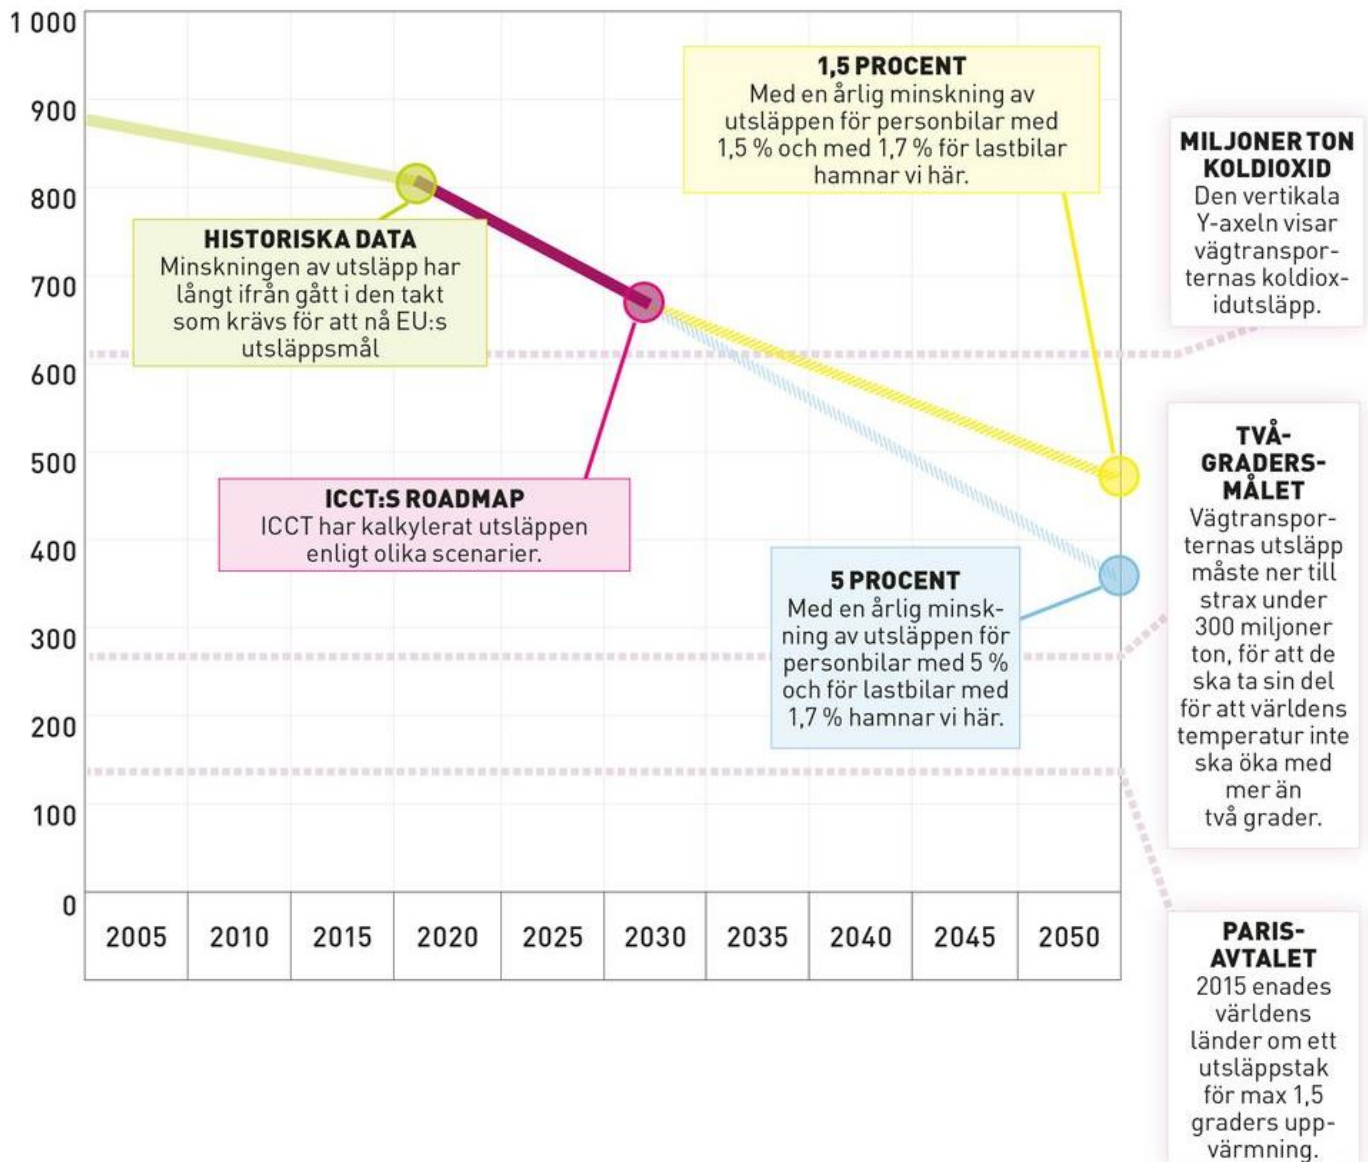 1 000
900
800
700
600
500
400
300
200
100
0
2005
2010
2015
2020
2025
2030
2035
2040
2045
2050
HISTORISKA DATA
Minskningen av utsläpp har
långt ifrån gått i den takt
som krävs för att nå EU:s
utsläppsmål
ICCT:S ROADMAP
ICCT har kalkylerat utsläppen
enligt olika scenarier.
1,5 PROCENT
Med en årlig minskning av
utsläppen för personbilar med
1,5 % och med 1,7 % för lastbilar
hamnar vi här.
5 PROCENT
Med en årlig minsk-
ning av utsläppen för
personbilar med 5 %
och för lastbilar med
1,7 % hamnar vi här.
MILJONER TON
KOLDIOXID
Den vertikala
Y-axeln visar
vägtranspor-
ternas koldiox-
idutsläpp.
TVÅ-
GRADERS-
MÅLET
Vägtranspor-
ternas utsläpp
måste ner till
strax under
300 miljoner
ton, för att de
ska ta sin del
för att världens
temperatur inte
ska öka med
mer än
två grader.
PARIS-
AVTALET
2015 enades
världens
länder om ett
utsläppstak
för max 1,5
graders upp-
värmning.